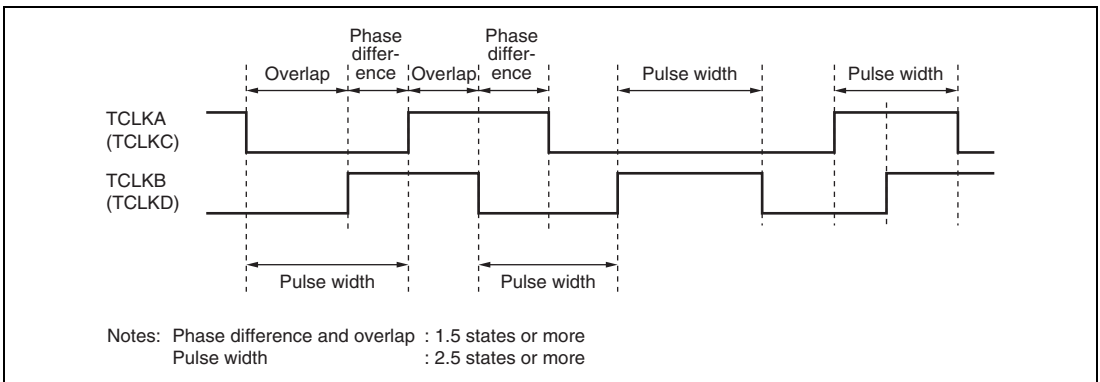 Phase
differ-
ence
Phase
differ-
ence
Overlap
Overlap
Pulse width
Pulse width
TCLKA
(TCLKC)
TCLKB
(TCLKD)
Pulse width
Pulse width
Notes: Phase difference and overlap : 1.5 states or more
Pulse width : 2.5 states or more